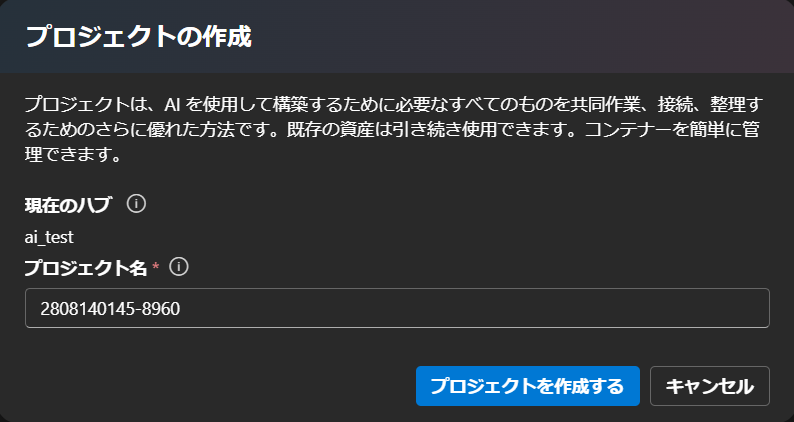 プロジェクトの作成
プロジェクトは、AI を使用して構築するために必要なすべてのものを共同作業、接続、整理す
るためのさらに優れた方法です。既存の資産は引き続き使用できます。コンテナーを簡単に管
理できます。
現在のハブ
ai_test
プロジェクト名 *
2808140145-8960
プロジェクトを作成する
キャンセル